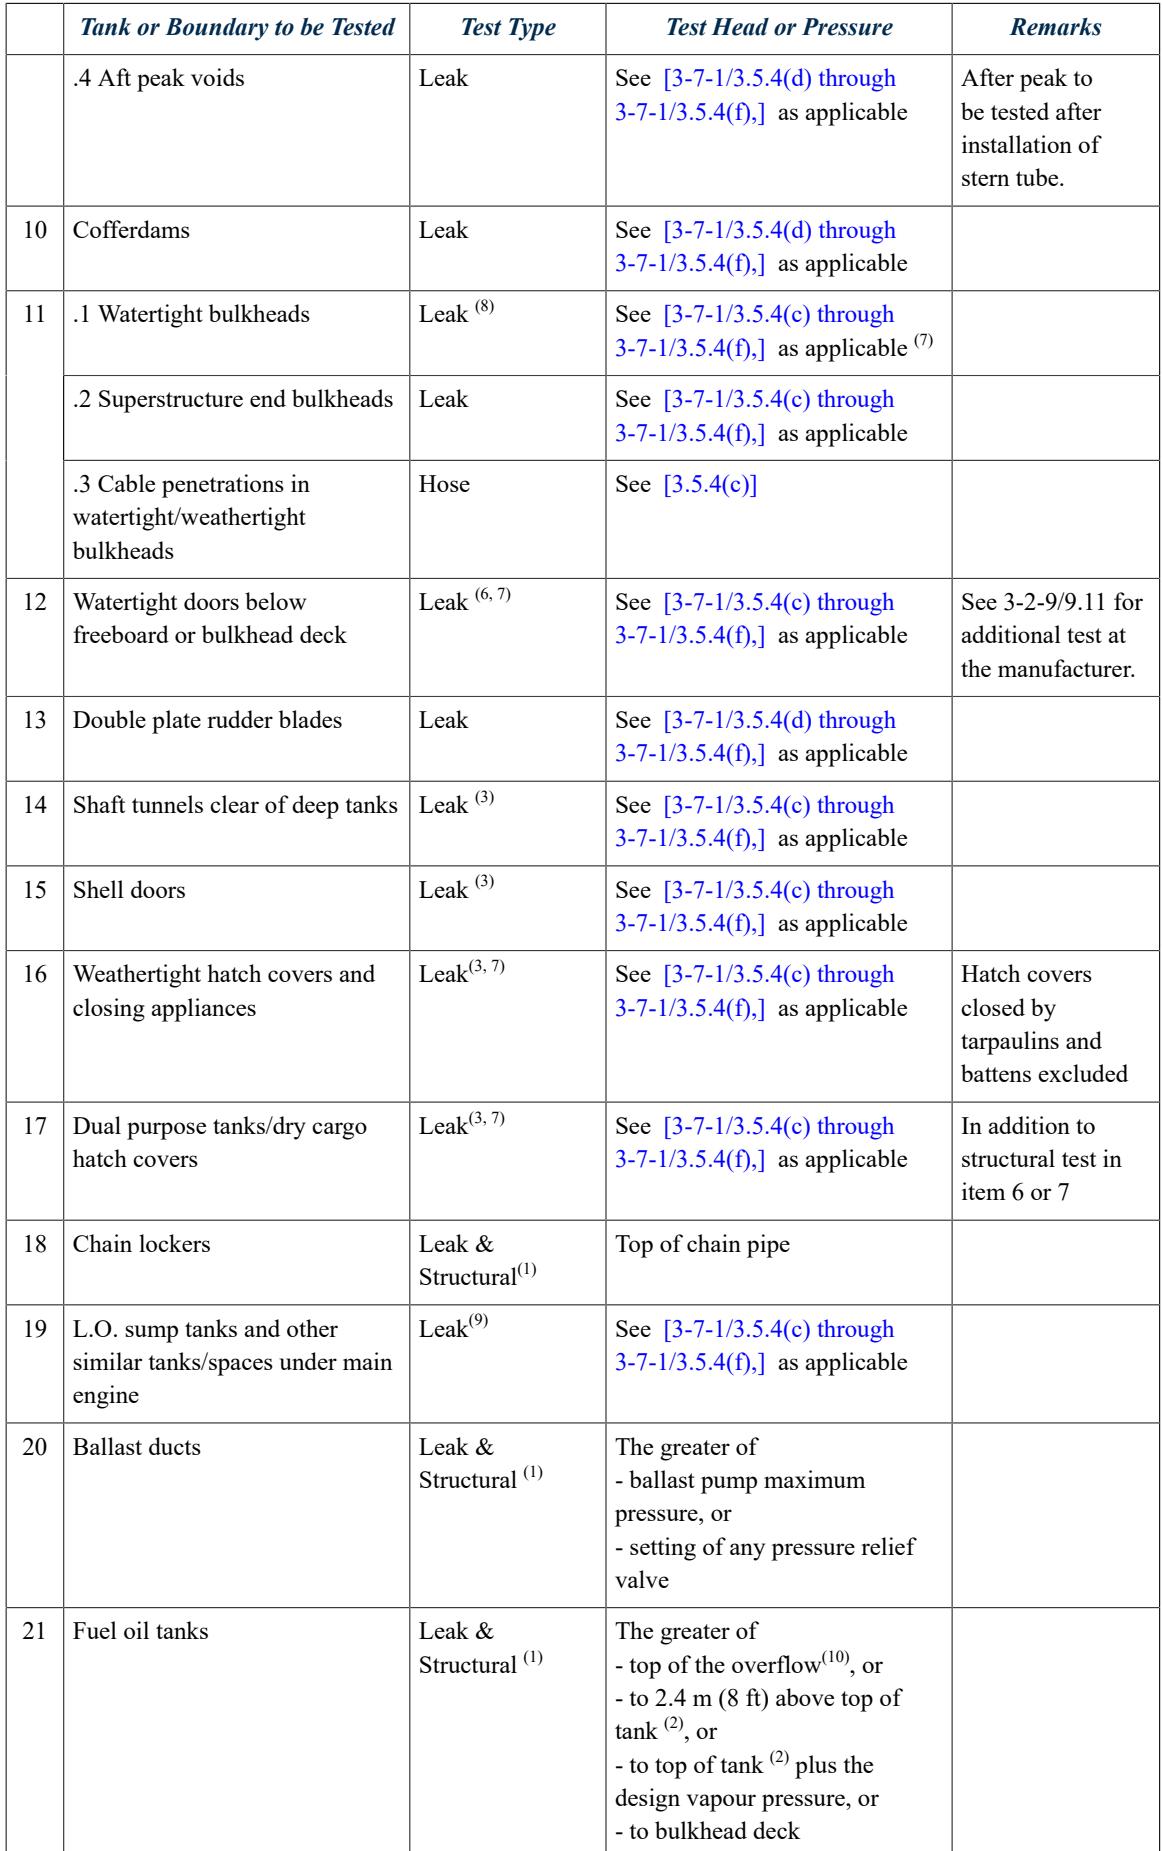 Tank or Boundary to be Tested Test Type Test Head or Pressure Remarks
.4 Aft peak voids Leak See [3-7-1/3.5.4(d) through After peak to
3-7-1/3.5.4(f),] as applicable be tested after
installation of
stern tube.
10 Cofferdams Leak See [3-7-1/3.5.4(d) through
3-7-1/3.5.4(f),] as applicable
11 .1 Watertight bulkheads Leak (8) See [3-7-1/3.5.4(c) through
3-7-1/3.5.4(f),] as applicable (7)
.2 Superstructure end bulkheads Leak See [3-7-1/3.5.4(c) through
3-7-1/3.5.4(f),] as applicable
.3 Cable penetrations in Hose See [3.5.4(c)]
watertight/weathertight
bulkheads
12 Watertight doors below Leak (6, 7) See [3-7-1/3.5.4(c) through See 3-2-9/9.11 for
freeboard or bulkhead deck 3-7-1/3.5.4(f),] as applicable additional test at
the manufacturer.
13 Double plate rudder blades Leak See [3-7-1/3.5.4(d) through
3-7-1/3.5.4(f),] as applicable
14 Shaft tunnels clear of deep tanks Leak (3) See [3-7-1/3.5.4(c) through
3-7-1/3.5.4(f),] as applicable
15 Shell doors Leak (3) See [3-7-1/3.5.4(c) through
3-7-1/3.5.4(f),] as applicable
16 Weathertight hatch covers and Leak(3, 7) See [3-7-1/3.5.4(c) through Hatch covers
closing appliances 3-7-1/3.5.4(f),] as applicable closed by
tarpaulins and
battens excluded
17 Dual purpose tanks/dry cargo Leak(3, 7) See [3-7-1/3.5.4(c) through In addition to
hatch covers 3-7-1/3.5.4(f),] as applicable structural test in
item 6 or 7
18 Chain lockers Leak & Top of chain pipe
Structural(1)
19 L.O. sump tanks and other Leak(9) See [3-7-1/3.5.4(c) through
similar tanks/spaces under main 3-7-1/3.5.4(f),] as applicable
engine
20 Ballast ducts Leak & The greater of
Structural (1) - ballast pump maximum
pressure, or
- setting of any pressure relief
valve
21 Fuel oil tanks Leak & The greater of
Structural (1) - top of the overflow(10), or
- to 2.4 m (8 ft) above top of
tank (2), or
- to top of tank (2) plus the
design vapour pressure, or
- to bulkhead deck